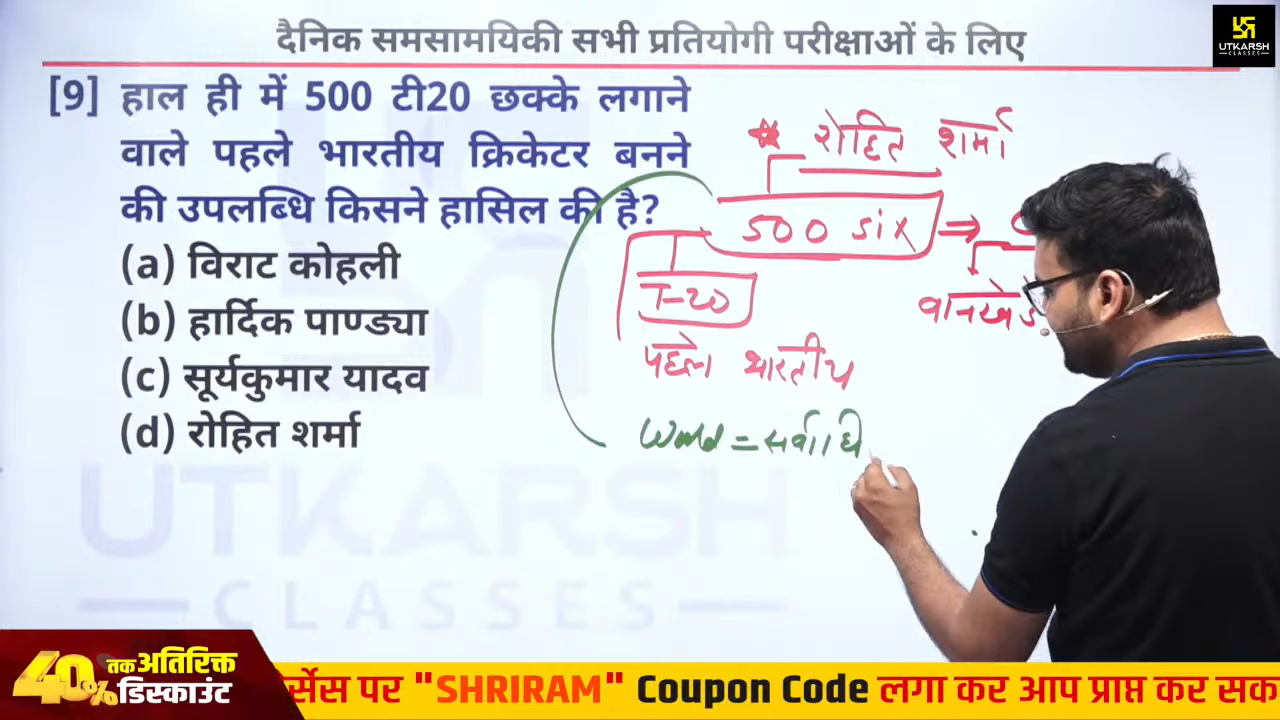 दैनिक समसामयिकी सभी प्रतियोगी परीक्षाओं के लिए
UTKARSH
CLASSES
[9] हाल ही में 500 टी20 छक्के लगाने
वाले पहले भारतीय क्रिकेटर बनने
की उपलब्धि किसने हासिल की है?
(a) विराट कोहली
(b) हार्दिक पाण्ड्या
(c) सूर्यकुमार यादव
(d) रोहित शर्मा
रोहित शर्मा
500 six →
वानखेडे
T-20
पहले भारतीय
World = सर्वाधि
UTKARSH
CLASSES
40% तक अतिरिक्त
डिस्काउंट
र्सेस पर "SHRIRAM" Coupon Code लगा कर आप प्राप्त कर सक